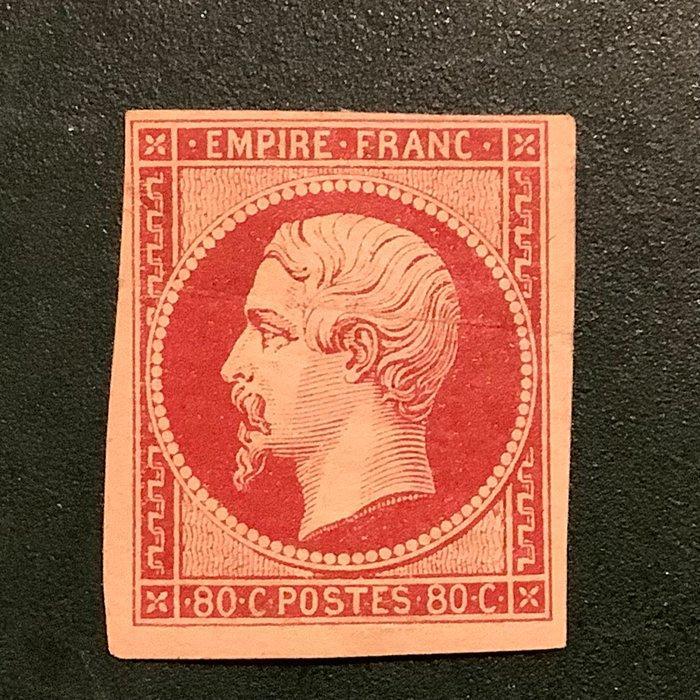 · EMPIRE · FRANC ·
· 80 · C POSTES · 80 · C ·